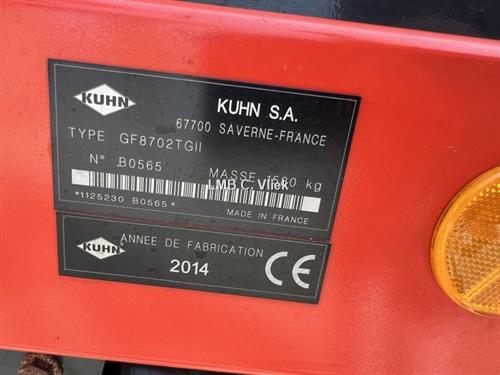 KUHN
KUHN S.A.
67700 SAVERNE-FRANCE
TYPE GF8702TGII
N° B0565
MASSE 1580 kg
LMB C. Vliek
*1125230 B0565*
MADE IN FRANCE
KUHN
ANNEE DE FABRICATION
2014
CE